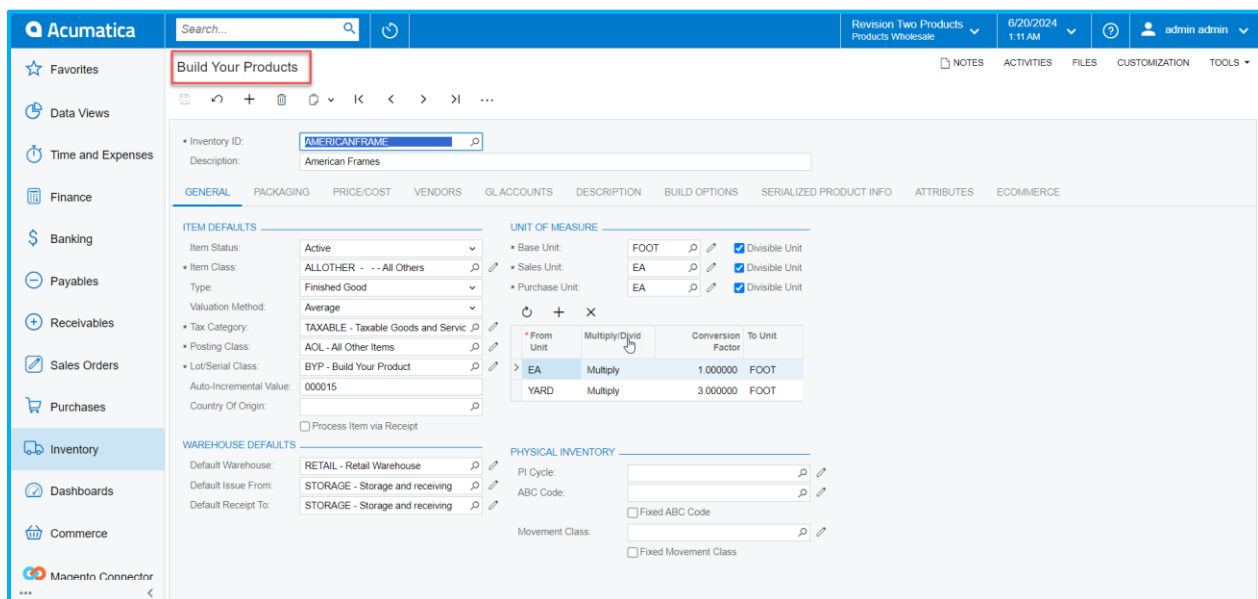 Acumatica
Search...
Revision Two Products
Products Wholesale
6/20/2024
1:11 AM
admin admin
Favorites
Data Views
Time and Expenses
Finance
Banking
Payables
Receivables
Sales Orders
Purchases
Inventory
Dashboards
Commerce
Magento Connector
Build Your Products
NOTES ACTIVITIES FILES CUSTOMIZATION TOOLS
* Inventory ID: AMERICANFRAME
Description: American Frames
GENERAL PACKAGING PRICE/COST VENDORS GL ACCOUNTS DESCRIPTION BUILD OPTIONS SERIALIZED PRODUCT INFO ATTRIBUTES ECOMMERCE
ITEM DEFAULTS
Item Status: Active
* Item Class: ALLOTHER - - - All Others
Type: Finished Good
Valuation Method: Average
* Tax Category: TAXABLE - Taxable Goods and Servic
* Posting Class: AOL - All Other Items
* Lot/Serial Class: BYP - Build Your Product
Auto-Incremental Value: 000015
Country Of Origin:
Process Item via Receipt
WAREHOUSE DEFAULTS
Default Warehouse: RETAIL - Retail Warehouse
Default Issue From: STORAGE - Storage and receiving
Default Receipt To: STORAGE - Storage and receiving
UNIT OF MEASURE
* Base Unit: FOOT Divisible Unit
* Sales Unit: EA Divisible Unit
* Purchase Unit: EA Divisible Unit
* From Unit Multiply/Divid Conversion Factor To Unit
EA Multiply 1.000000 FOOT
YARD Multiply 3.000000 FOOT
PHYSICAL INVENTORY
PI Cycle:
ABC Code:
Fixed ABC Code
Movement Class:
Fixed Movement Class